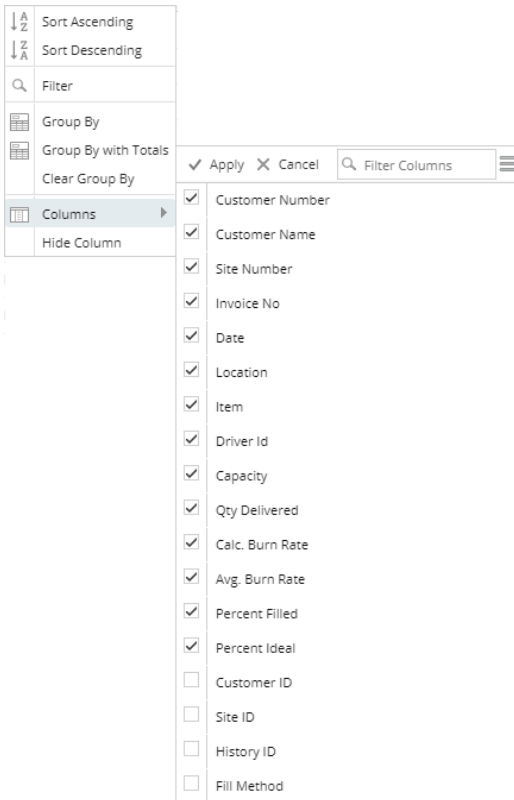 Sort Ascending
Sort Descending
Filter
Group By
Group By with Totals
Clear Group By
Columns
Hide Column
Apply Cancel Filter Columns
Customer Number
Customer Name
Site Number
Invoice No
Date
Location
Item
Driver Id
Capacity
Qty Delivered
Calc. Burn Rate
Avg. Burn Rate
Percent Filled
Percent Ideal
Customer ID
Site ID
History ID
Fill Method